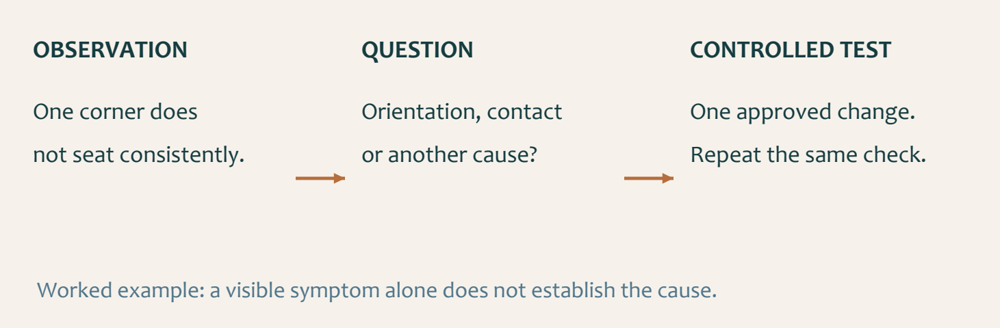 OBSERVATION
One corner does
not seat consistently.
QUESTION
Orientation, contact
or another cause?
CONTROLLED TEST
One approved change.
Repeat the same check.
Worked example: a visible symptom alone does not establish the cause.